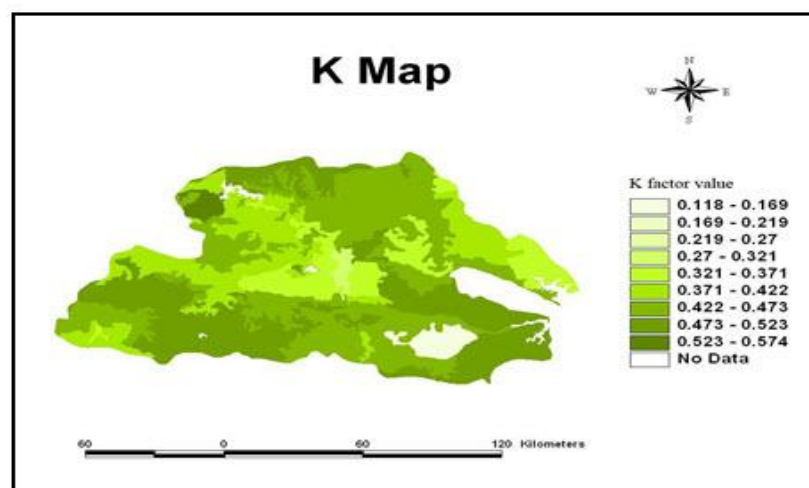 K Map
N
W E
S
K factor value
0.118 - 0.169
0.169 - 0.219
0.219 - 0.27
0.27 - 0.321
0.321 - 0.371
0.371 - 0.422
0.422 - 0.473
0.473 - 0.523
0.523 - 0.574
No Data
60 0 60 120 Kilometers